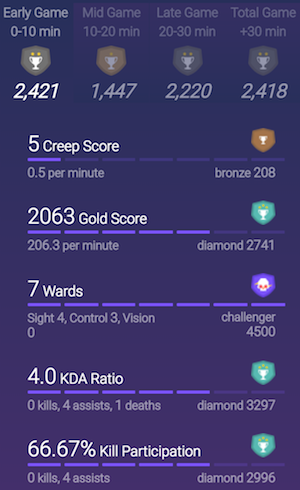 Early Game Mid Game Late Game Total Game
0-10 min 10-20 min 20-30 min +30 min
2,421 1,447 2,220 2,418
5 Creep Score
0.5 per minute bronze 208
2063 Gold Score
206.3 per minute diamond 2741
7 Wards
Sight 4, Control 3, Vision challenger
0 4500
4.0 KDA Ratio
0 kills, 4 assists, 1 deaths diamond 3297
66.67% Kill Participation
0 kills, 4 assists diamond 2996